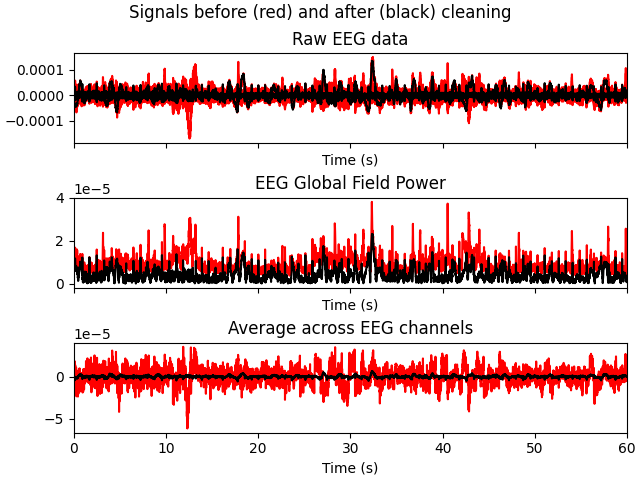 Signals before (red) and after (black) cleaning
Raw EEG data
0.0001
0.0000
−0.0001
Time (s)
EEG Global Field Power
1e−5
4
2
0
Time (s)
Average across EEG channels
1e−5
0
−5
0 10 20 30 40 50 60
Time (s)